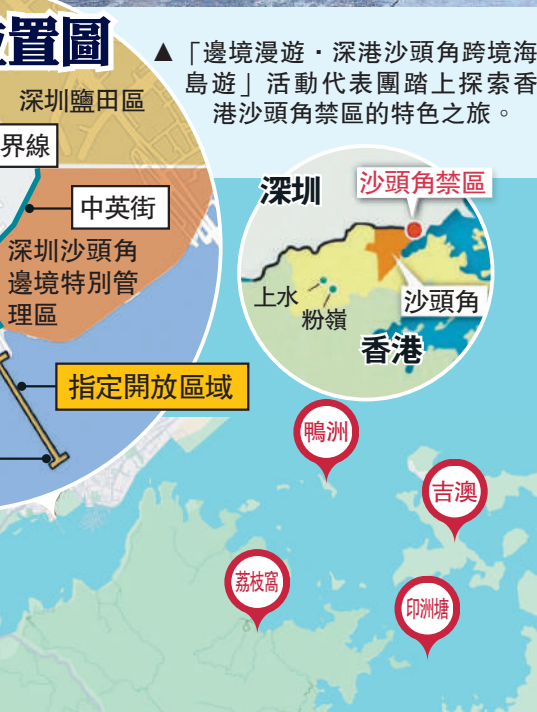 置圖
▲「邊境漫遊．深港沙頭角跨境海
島遊」活動代表團踏上探索香
港沙頭角禁區的特色之旅。
深圳鹽田區
界線
中英街
深圳沙頭角
邊境特別管
理區
指定開放區域
深圳
沙頭角禁區
上水
粉嶺
沙頭角
香港
鴨洲
吉澳
荔枝窩
印洲塘